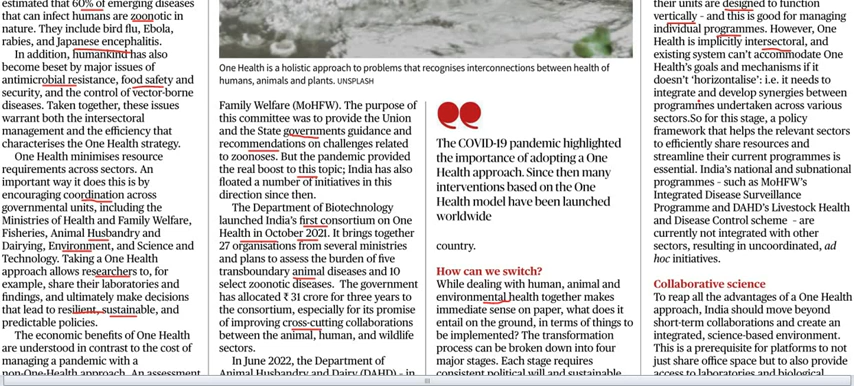 estimated that 60% of emerging diseases
that can infect humans are zoonotic in
nature. They include bird flu, Ebola,
rabies, and Japanese encephalitis.
In addition, humankind has also
become beset by major issues of
antimicrobial resistance, food safety and
security, and the control of vector-borne
diseases. Taken together, these issues
warrant both the intersectoral
management and the efficiency that
characterises the One Health strategy.
One Health minimises resource
requirements across sectors. An
important way it does this is by
encouraging coordination across
governmental units, including the
Ministries of Health and Family Welfare,
Fisheries, Animal Husbandry and
Dairying, Environment, and Science and
Technology. Taking a One Health
approach allows researchers to, for
example, share their laboratories and
findings, and ultimately make decisions
that lead to resilient, sustainable, and
predictable policies.
The economic benefits of One Health
are understood in contrast to the cost of
managing a pandemic with a
non-One-Health approach. An assessment
One Health is a holistic approach to problems that recognises interconnections between health of
humans, animals and plants. UNSPLASH
Family Welfare (MoHFW). The purpose of
this committee was to provide the Union
and the State governments guidance and
recommendations on challenges related
to zoonoses. But the pandemic provided
the real boost to this topic; India has also
floated a number of initiatives in this
direction since then.
The Department of Biotechnology
launched India's first consortium on One
Health in October 2021. It brings together
27 organisations from several ministries
and plans to assess the burden of five
transboundary animal diseases and 10
select zoonotic diseases. The government
has allocated ₹ 31 crore for three years to
the consortium, especially for its promise
of improving cross-cutting collaborations
between the animal, human, and wildlife
sectors.
In June 2022, the Department of
Animal Husbandry and Dairy (DAHD) – in
The COVID-19 pandemic highlighted
the importance of adopting a One
Health approach. Since then many
interventions based on the One
Health model have been launched
worldwide
country.
How can we switch?
While dealing with human, animal and
environmental health together makes
immediate sense on paper, what does it
entail on the ground, in terms of things to
be implemented? The transformation
process can be broken down into four
major stages. Each stage requires
consistent political will and sustainable
their units are designed to function
vertically – and this is good for managing
individual programmes. However, One
Health is implicitly intersectoral, and
existing system can't accommodate One
Health's goals and mechanisms if it
doesn't 'horizontalise': i.e. it needs to
integrate and develop synergies between
programmes undertaken across various
sectors.So for this stage, a policy
framework that helps the relevant sectors
to efficiently share resources and
streamline their current programmes is
essential. India's national and subnational
programmes – such as MoHFW's
Integrated Disease Surveillance
Programme and DAHD's Livestock Health
and Disease Control scheme – are
currently not integrated with other
sectors, resulting in uncoordinated, ad
hoc initiatives.
Collaborative science
To reap all the advantages of a One Health
approach, India should move beyond
short-term collaborations and create an
integrated, science-based environment.
This is a prerequisite for platforms to not
just share office space but to also provide
access to laboratories and biological